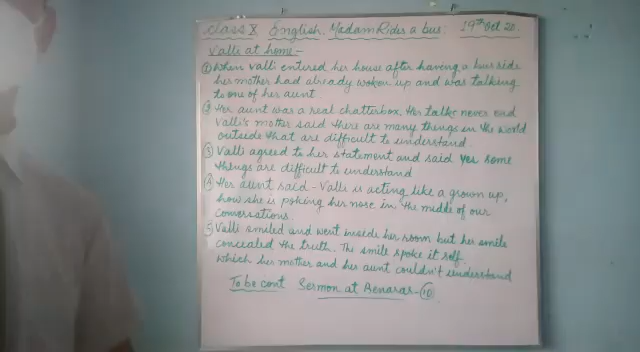 Class X English. Madam Rides a bus: 19th Oct 20.
Valli at home:-
① When Valli entered her house after having a bus ride
her mother had already woken up and was talking
to one of her aunt.
② Her aunt was a real chatterbox. Her talks never end
Valli's mother said there are many things in the world
outside that are difficult to understand.
③ Valli agreed to her statement and said yes some
things are difficult to understand
④ Her aunt said - Valli is acting like a grown up,
how she is poking her nose in the middle of our
conversations.
⑤ Valli smiled and went inside her room but her smile
concealed the truth. The smile spoke it self
which her mother and her aunt couldn't understand
To be cont Sermon at Benaras-⑩